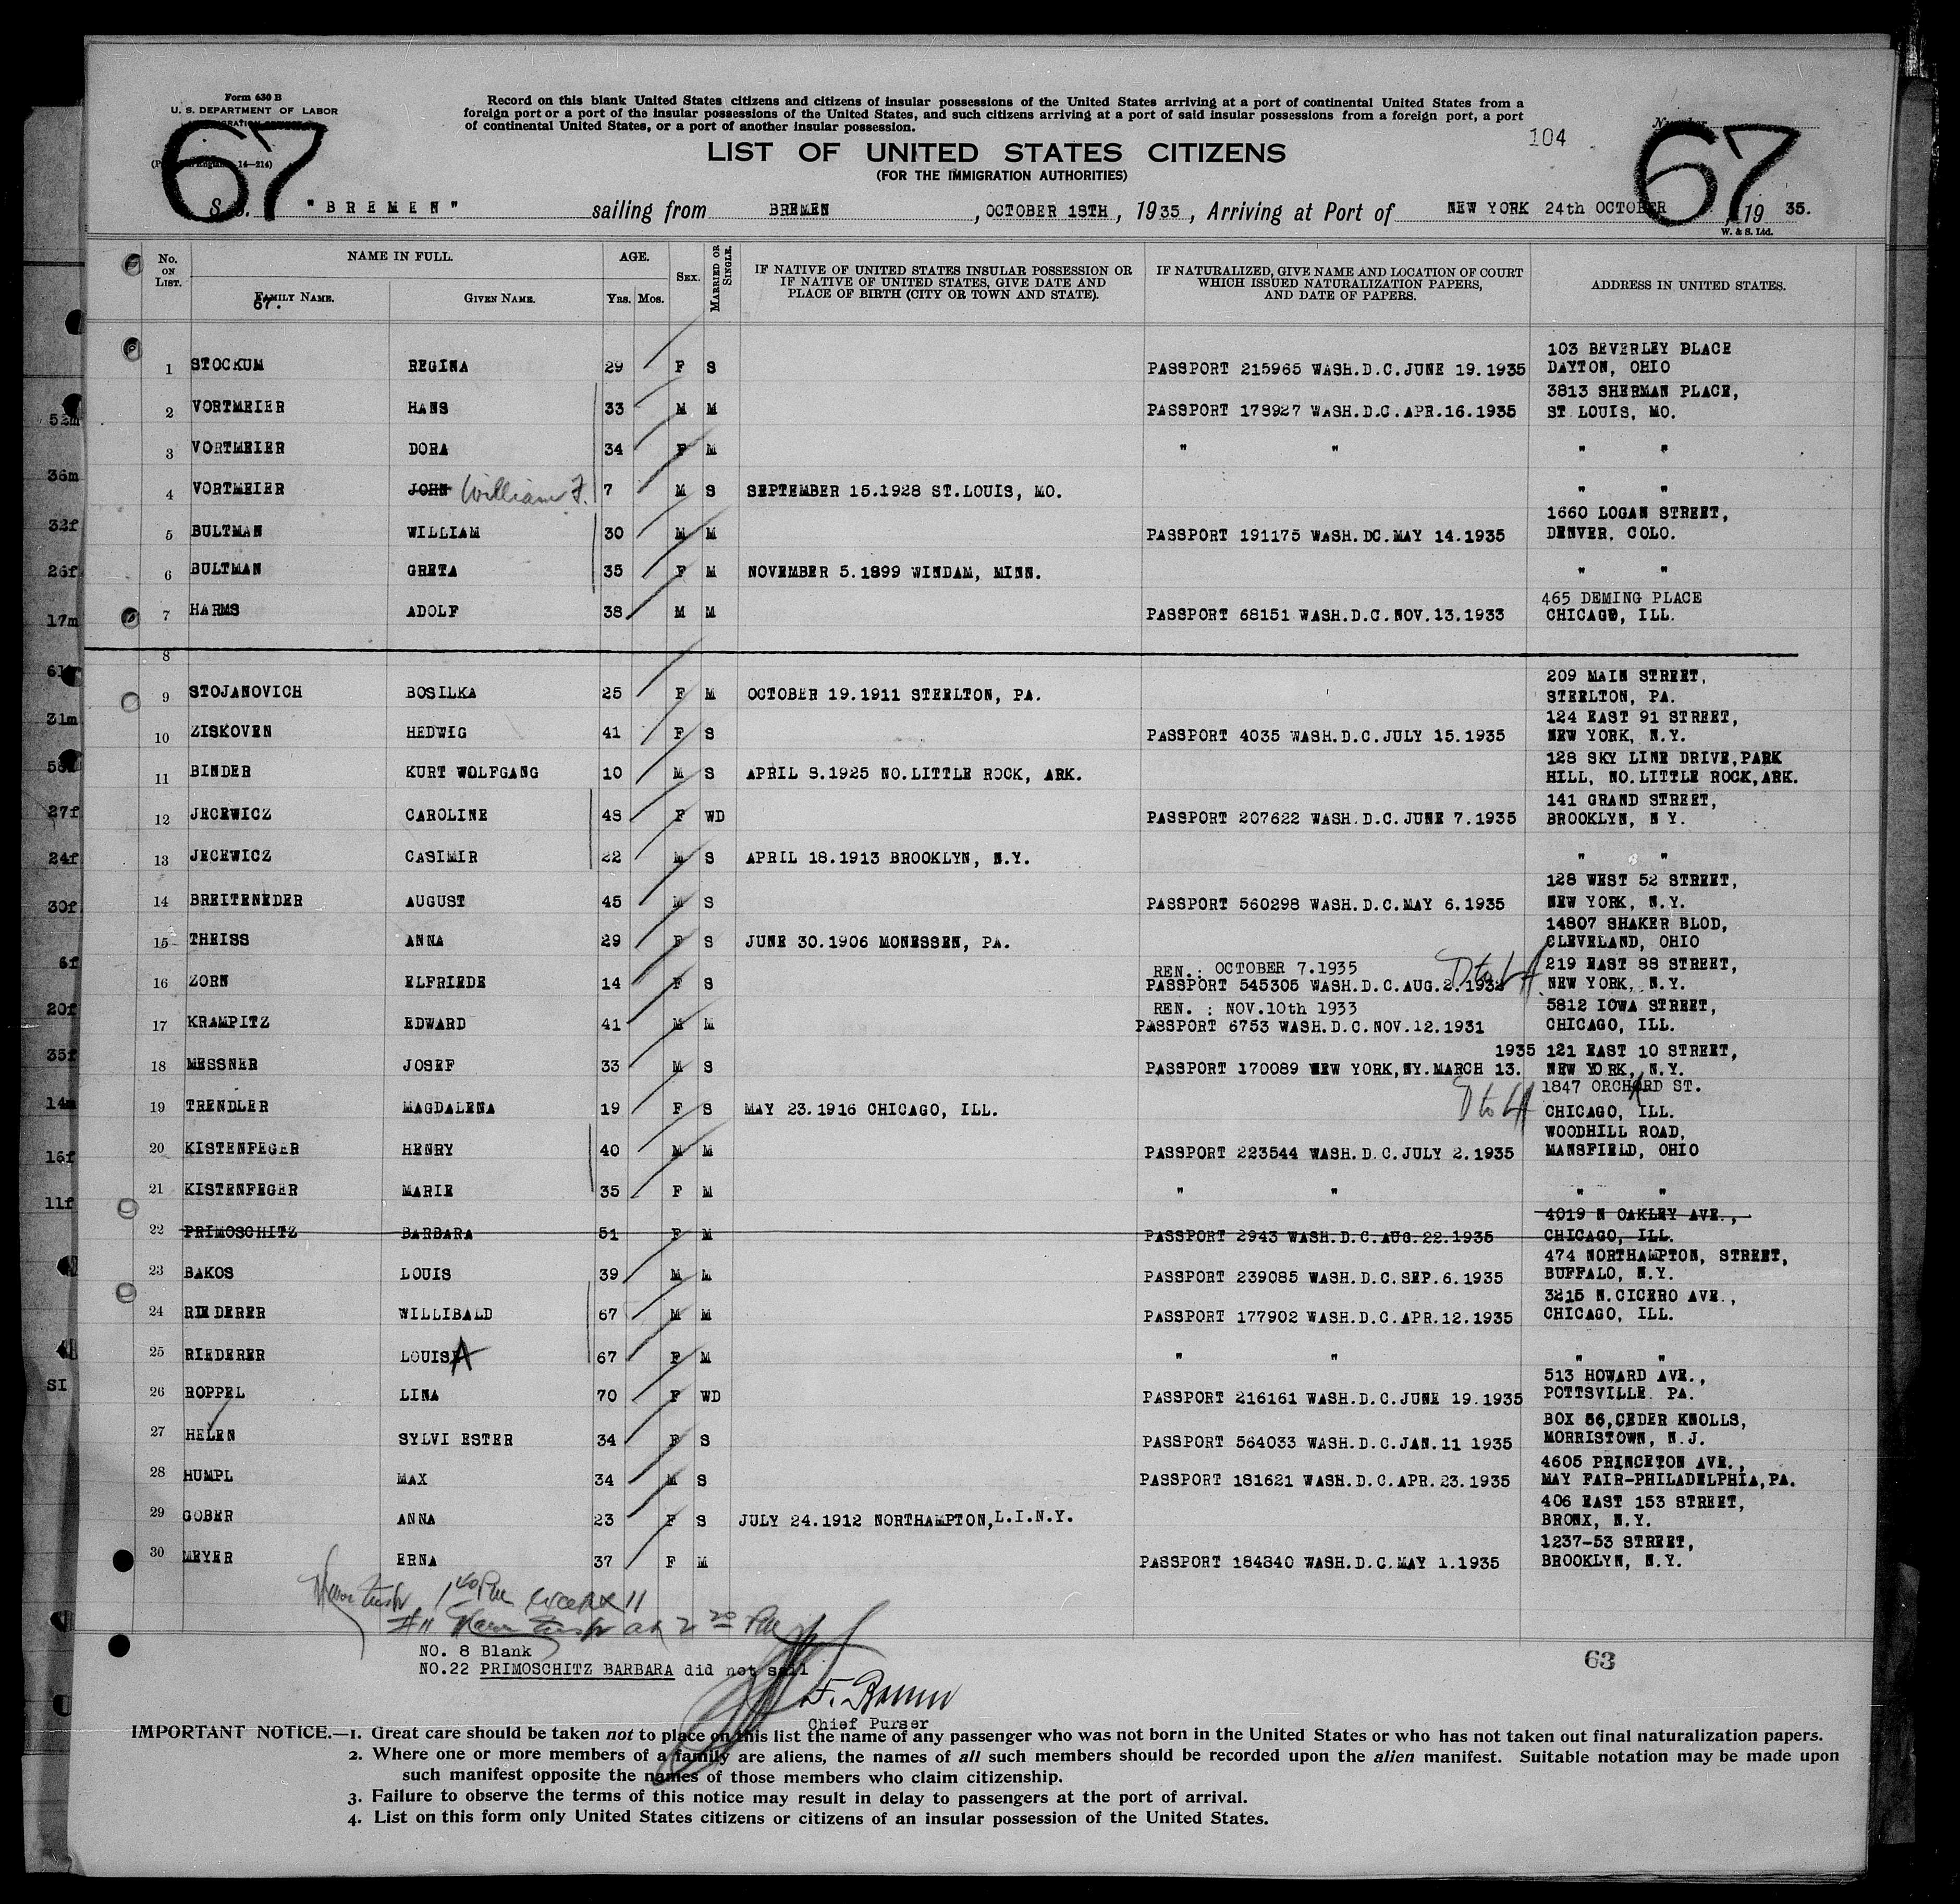 Form 630 B
U. S. DEPARTMENT OF LABOR
Record on this blank United States citizens and citizens of insular possessions of the United States arriving at a port of continental United States from a
foreign port or a port of the insular possessions of the United States, and such citizens arriving at a port of said insular possessions from a foreign port, a port
of continental United States, or a port of another insular possession.
67
104
67
LIST OF UNITED STATES CITIZENS
(FOR THE IMMIGRATION AUTHORITIES)
"BREMEN" sailing from BREMEN, OCTOBER 18TH, 1935, Arriving at Port of NEW YORK 24th OCTOBER, 19 35.
W. & S. Ltd.
No. ON LIST.
NAME IN FULL.
FAMILY NAME.
67.
GIVEN NAME.
AGE.
YRS. MOS.
SEX.
MARRIED OR SINGLE.
IF NATIVE OF UNITED STATES INSULAR POSSESSION OR
IF NATIVE OF UNITED STATES, GIVE DATE AND
PLACE OF BIRTH (CITY OR TOWN AND STATE).
IF NATURALIZED, GIVE NAME AND LOCATION OF COURT
WHICH ISSUED NATURALIZATION PAPERS,
AND DATE OF PAPERS.
ADDRESS IN UNITED STATES.
103 BEVERLEY BLACE
1 STOCKUM REGINA 29 F S PASSPORT 215965 WASH.D.C.JUNE 19.1935 DAYTON, OHIO
3813 SHERMAN PLACE,
2 VORTMEIER HANS 33 M M PASSPORT 178927 WASH.D.C.APR.16.1935 ST.LOUIS, MO.
3 VORTMEIER DORA 34 F M " " " "
4 VORTMEIER JOHN William F. 7 M S SEPTEMBER 15.1928 ST.LOUIS, MO. " "
1660 LOGAN STREET,
5 BULTMAN WILLIAM 30 M M PASSPORT 191175 WASH.DC.MAY 14.1935 DENVER, COLO.
6 BULTMAN GRETA 35 F M NOVEMBER 5.1899 WINDAM, MINN. " "
465 DEMING PLACE
7 HARMS ADOLF 38 M M PASSPORT 68151 WASH.D.C.NOV.13.1933 CHICAGO, ILL.
8
209 MAIN STREET,
9 STOJANOVICH BOSILKA 25 F M OCTOBER 19.1911 STEELTON, PA. STEELTON, PA.
124 EAST 91 STREET,
10 ZISKOVEN HEDWIG 41 F S PASSPORT 4035 WASH.D.C.JULY 15.1935 NEW YORK, N.Y.
128 SKY LINE DRIVE,PARK
11 BINDER KURT WOLFGANG 10 M S APRIL 8.1925 NO.LITTLE ROCK, ARK. HILL, NO.LITTLE ROCK,ARK.
141 GRAND STREET,
12 JECEWICZ CAROLINE 48 F WD PASSPORT 207622 WASH.D.C.JUNE 7.1935 BROOKLYN, N Y.
13 JECEWICZ CASIMIR 22 M S APRIL 18.1913 BROOKLYN, N.Y. " "
128 WEST 52 STREET,
14 BREITENEDER AUGUST 45 M S PASSPORT 560298 WASH.D.C.MAY 6.1935 NEW YORK, N.Y.
14807 SHAKER BLOD,
15 THEISS ANNA 29 F S JUNE 30.1906 MONESSEN, PA. CLEVELAND, OHIO
REN.: OCTOBER 7.1935 219 EAST 88 STREET,
16 ZORN ELFRIEDE 14 F S PASSPORT 545305 WASH.D.C.AUG.2.1932 NEW YORK, N.Y.
REN. : NOV.10th 1933 5812 IOWA STREET,
17 KRAMPITZ EDWARD 41 M M PASSPORT 6753 WASH.D.C.NOV.12.1931 CHICAGO, ILL.
1935 121 EAST 10 STREET,
18 MESSNER JOSEF 33 M S PASSPORT 170089 NEW YORK,NY.MARCH 13. NEW YORK, N.Y.
1847 ORCHARD ST.
19 TRENDLER MAGDALENA 19 F S MAY 23.1916 CHICAGO, ILL. CHICAGO, ILL.
WOODHILL ROAD,
20 KISTENFEGER HENRY 40 M M PASSPORT 223544 WASH.D.C.JULY 2.1935 MANSFIELD, OHIO
21 KISTENFEGER MARIE 35 F M " " " "
4019 N OAKLEY AVE.,
22 PRIMOSCHITZ BARBARA 51 F M PASSPORT 2943 WASH.D.C.AUG.22.1935 CHICAGO, ILL.
474 NORTHAMPTON, STREET,
23 BAKOS LOUIS 39 M M PASSPORT 239085 WASH.D.C.SEP.6.1935 BUFFALO, N.Y.
3215 N.CICERO AVE.,
24 RIEDERER WILLIBALD 67 M M PASSPORT 177902 WASH.D.C.APR.12.1935 CHICAGO, ILL.
25 RIEDERER LOUISA 67 F M " " " "
513 HOWARD AVE.,
26 ROPPEL LINA 70 F WD PASSPORT 216161 WASH.D.C.JUNE 19.1935 POTTSVILLE PA.
BOX 56,CEDER KNOLLS,
27 HELEN SYLVI ESTER 34 F S PASSPORT 564033 WASH.D.C.JAN.11 1935 MORRISTOWN, N.J.
4605 PRINCETON AVE.,
28 HUMPL MAX 34 M S PASSPORT 181621 WASH.D.C.APR.23.1935 MAY FAIR-PHILADELPHIA,PA.
406 EAST 153 STREET,
29 GOBER ANNA 23 F S JULY 24.1912 NORTHAMPTON,L.I.N.Y. BRONX, N.Y.
1237-53 STREET,
30 MEYER ERNA 37 F M PASSPORT 184840 WASH.D.C.MAY 1.1935 BROOKLYN, N.Y.
NO. 8 Blank
NO.22 PRIMOSCHITZ BARBARA did not sail
63
Chief Purser
IMPORTANT NOTICE.—1. Great care should be taken not to place on this list the name of any passenger who was not born in the United States or who has not taken out final naturalization papers.
2. Where one or more members of a family are aliens, the names of all such members should be recorded upon the alien manifest. Suitable notation may be made upon
such manifest opposite the names of those members who claim citizenship.
3. Failure to observe the terms of this notice may result in delay to passengers at the port of arrival.
4. List on this form only United States citizens or citizens of an insular possession of the United States.